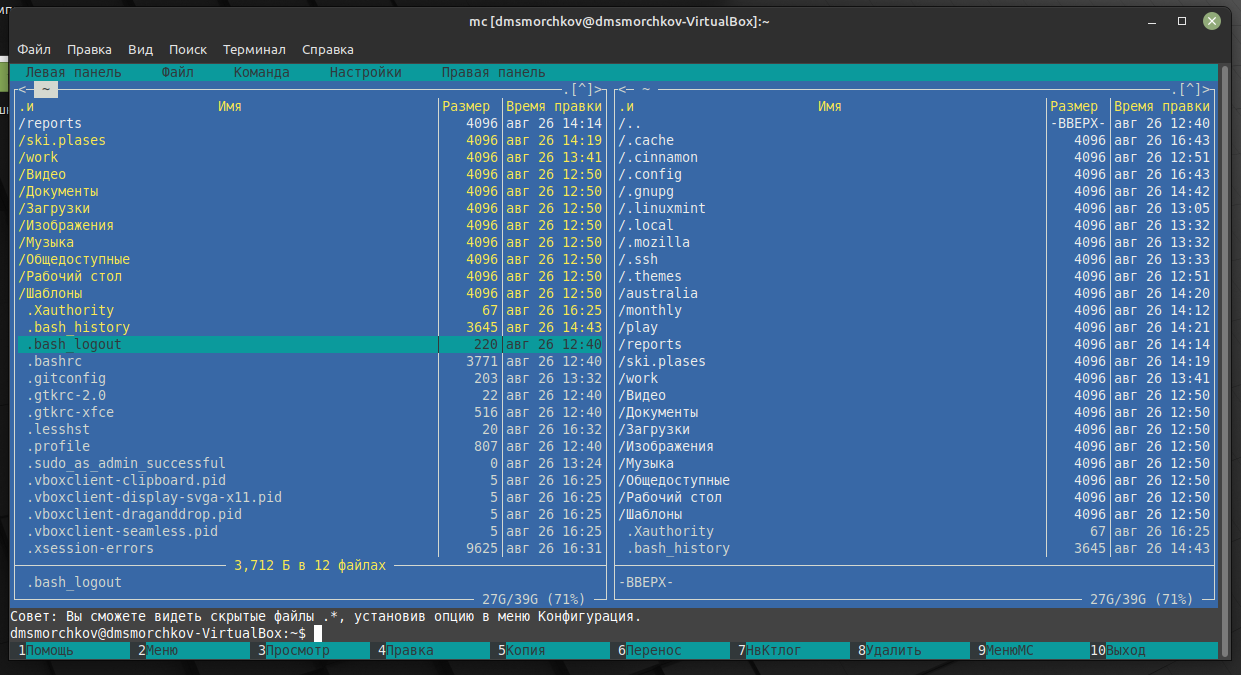 mc [dmsmorchkov@dmsmorchkov-VirtualBox]:~
Файл Правка Вид Поиск Терминал Справка
Левая панель Файл Команда Настройки Правая панель
<─ ~ .[^]>
.и Имя Размер Время правки
/reports 4096 авг 26 14:14
/ski.plases 4096 авг 26 14:19
/work 4096 авг 26 13:41
/Видео 4096 авг 26 12:50
/Документы 4096 авг 26 12:50
/Загрузки 4096 авг 26 12:50
/Изображения 4096 авг 26 12:50
/Музыка 4096 авг 26 12:50
/Общедоступные 4096 авг 26 12:50
/Рабочий стол 4096 авг 26 12:50
/Шаблоны 4096 авг 26 12:50
.Xauthority 67 авг 26 16:25
.bash_history 3645 авг 26 14:43
.bash_logout 220 авг 26 12:40
.bashrc 3771 авг 26 12:40
.gitconfig 203 авг 26 13:32
.gtkrc-2.0 22 авг 26 12:40
.gtkrc-xfce 516 авг 26 12:40
.lesshst 20 авг 26 16:32
.profile 807 авг 26 12:40
.sudo_as_admin_successful 0 авг 26 13:24
.vboxclient-clipboard.pid 5 авг 26 16:25
.vboxclient-display-svga-x11.pid 5 авг 26 16:25
.vboxclient-draganddrop.pid 5 авг 26 16:25
.vboxclient-seamless.pid 5 авг 26 16:25
.xsession-errors 9625 авг 26 16:31
3,712 Б в 12 файлах
.bash_logout
27G/39G (71%)
<─ ~ .[^]>
.и Имя Размер Время правки
/.. -ВВЕРХ- авг 26 12:40
/.cache 4096 авг 26 16:43
/.cinnamon 4096 авг 26 12:51
/.config 4096 авг 26 16:43
/.gnupg 4096 авг 26 14:42
/.linuxmint 4096 авг 26 13:05
/.local 4096 авг 26 13:32
/.mozilla 4096 авг 26 13:32
/.ssh 4096 авг 26 13:33
/.themes 4096 авг 26 12:51
/australia 4096 авг 26 14:20
/monthly 4096 авг 26 14:12
/play 4096 авг 26 14:21
/reports 4096 авг 26 14:14
/ski.plases 4096 авг 26 14:19
/work 4096 авг 26 13:41
/Видео 4096 авг 26 12:50
/Документы 4096 авг 26 12:50
/Загрузки 4096 авг 26 12:50
/Изображения 4096 авг 26 12:50
/Музыка 4096 авг 26 12:50
/Общедоступные 4096 авг 26 12:50
/Рабочий стол 4096 авг 26 12:50
/Шаблоны 4096 авг 26 12:50
.Xauthority 67 авг 26 16:25
.bash_history 3645 авг 26 14:43
-ВВЕРХ-
27G/39G (71%)
Совет: Вы сможете видеть скрытые файлы .*, установив опцию в меню Конфигурация.
dmsmorchkov@dmsmorchkov-VirtualBox:~$
1Помощь 2Меню 3Просмотр 4Правка 5Копия 6Перенос 7НвКтлог 8Удалить 9МенюMC 10Выход